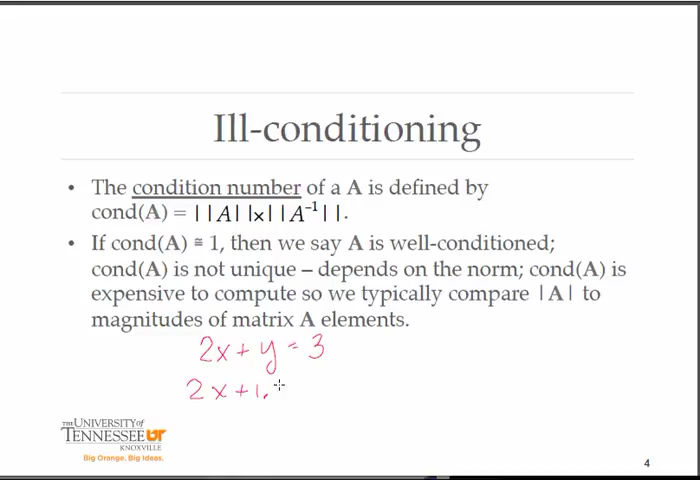 Ill-conditioning
• The condition number of a A is defined by
cond(A) = ||A||x||A⁻¹||.
• If cond(A) ≅ 1, then we say A is well-conditioned;
cond(A) is not unique – depends on the norm; cond(A) is
expensive to compute so we typically compare |A| to
magnitudes of matrix A elements.
2x + y = 3
2x + 1.
THE UNIVERSITY of
TENNESSEE UT
KNOXVILLE
Big Orange. Big Ideas.
4